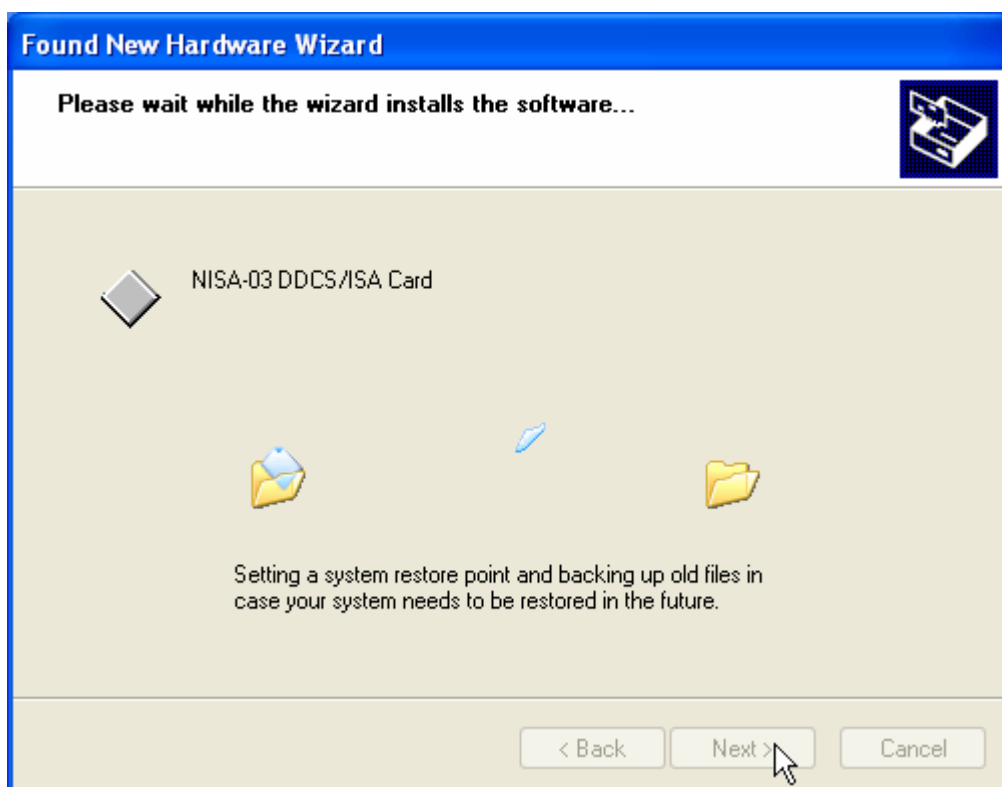 Found New Hardware Wizard
Please wait while the wizard installs the software...
NISA-03 DDCS/ISA Card
Setting a system restore point and backing up old files in
case your system needs to be restored in the future.
< Back Next > Cancel